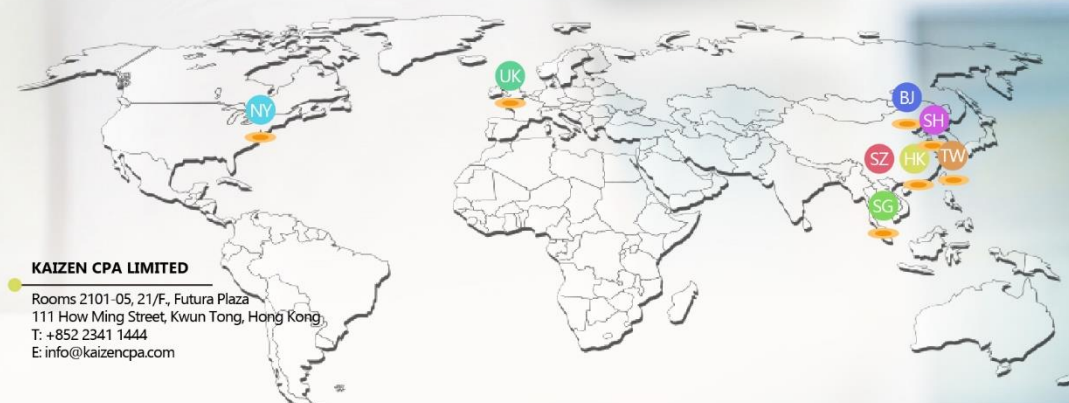 UK
NY
BJ
SH
SZ
HK
TW
SG
KAIZEN CPA LIMITED
Rooms 2101-05, 21/F., Futura Plaza
111 How Ming Street, Kwun Tong, Hong Kong
T: +852 2341 1444
E: info@kaizencpa.com